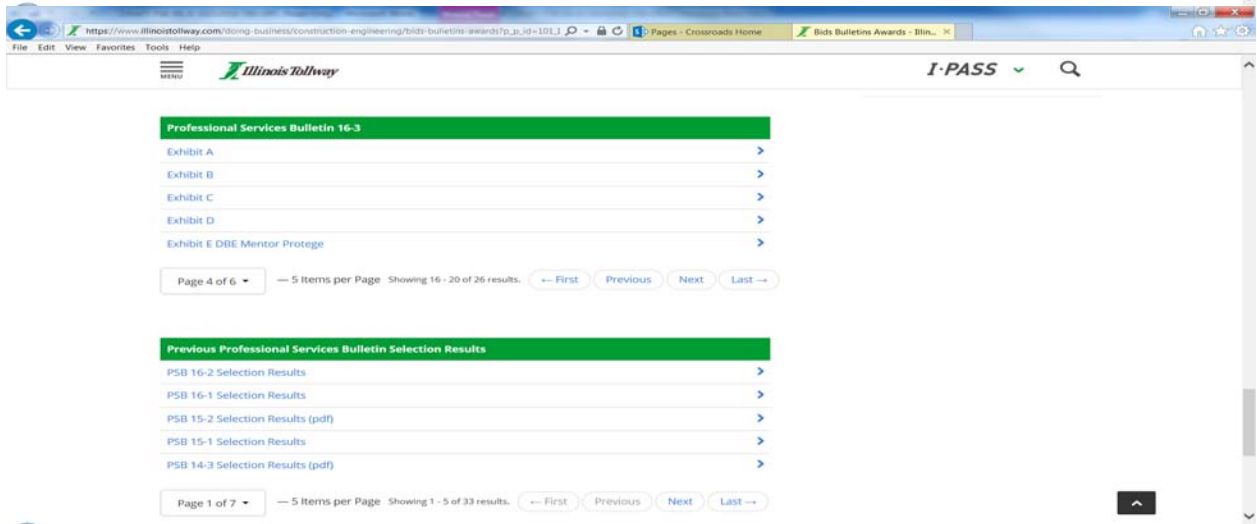 https://www.illinoistollway.com/doing-business/construction-engineering/bids-bulletins-awards?p_p_id=101_I
Pages - Crossroads Home
Bids Bulletins Awards - Illin...
File Edit View Favorites Tools Help
MENU
Illinois Tollway
I·PASS
Professional Services Bulletin 16-3
Exhibit A
Exhibit B
Exhibit C
Exhibit D
Exhibit E DBE Mentor Protege
Page 4 of 6 — 5 Items per Page Showing 16 - 20 of 26 results. ← First Previous Next Last →
Previous Professional Services Bulletin Selection Results
PSB 16-2 Selection Results
PSB 16-1 Selection Results
PSB 15-2 Selection Results (pdf)
PSB 15-1 Selection Results
PSB 14-3 Selection Results (pdf)
Page 1 of 7 — 5 Items per Page Showing 1 - 5 of 33 results. ← First Previous Next Last →